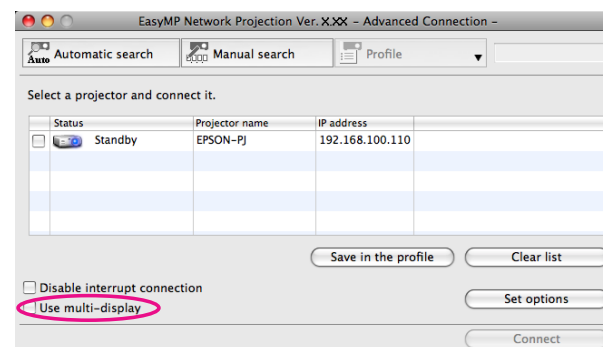 EasyMP Network Projection Ver. X.XX – Advanced Connection –
Auto Automatic search Manual search Profile
Select a projector and connect it.
Status Projector name IP address
Standby EPSON-PJ 192.168.100.110
Save in the profile Clear list
Disable interrupt connection
Set options
Use multi-display
Connect